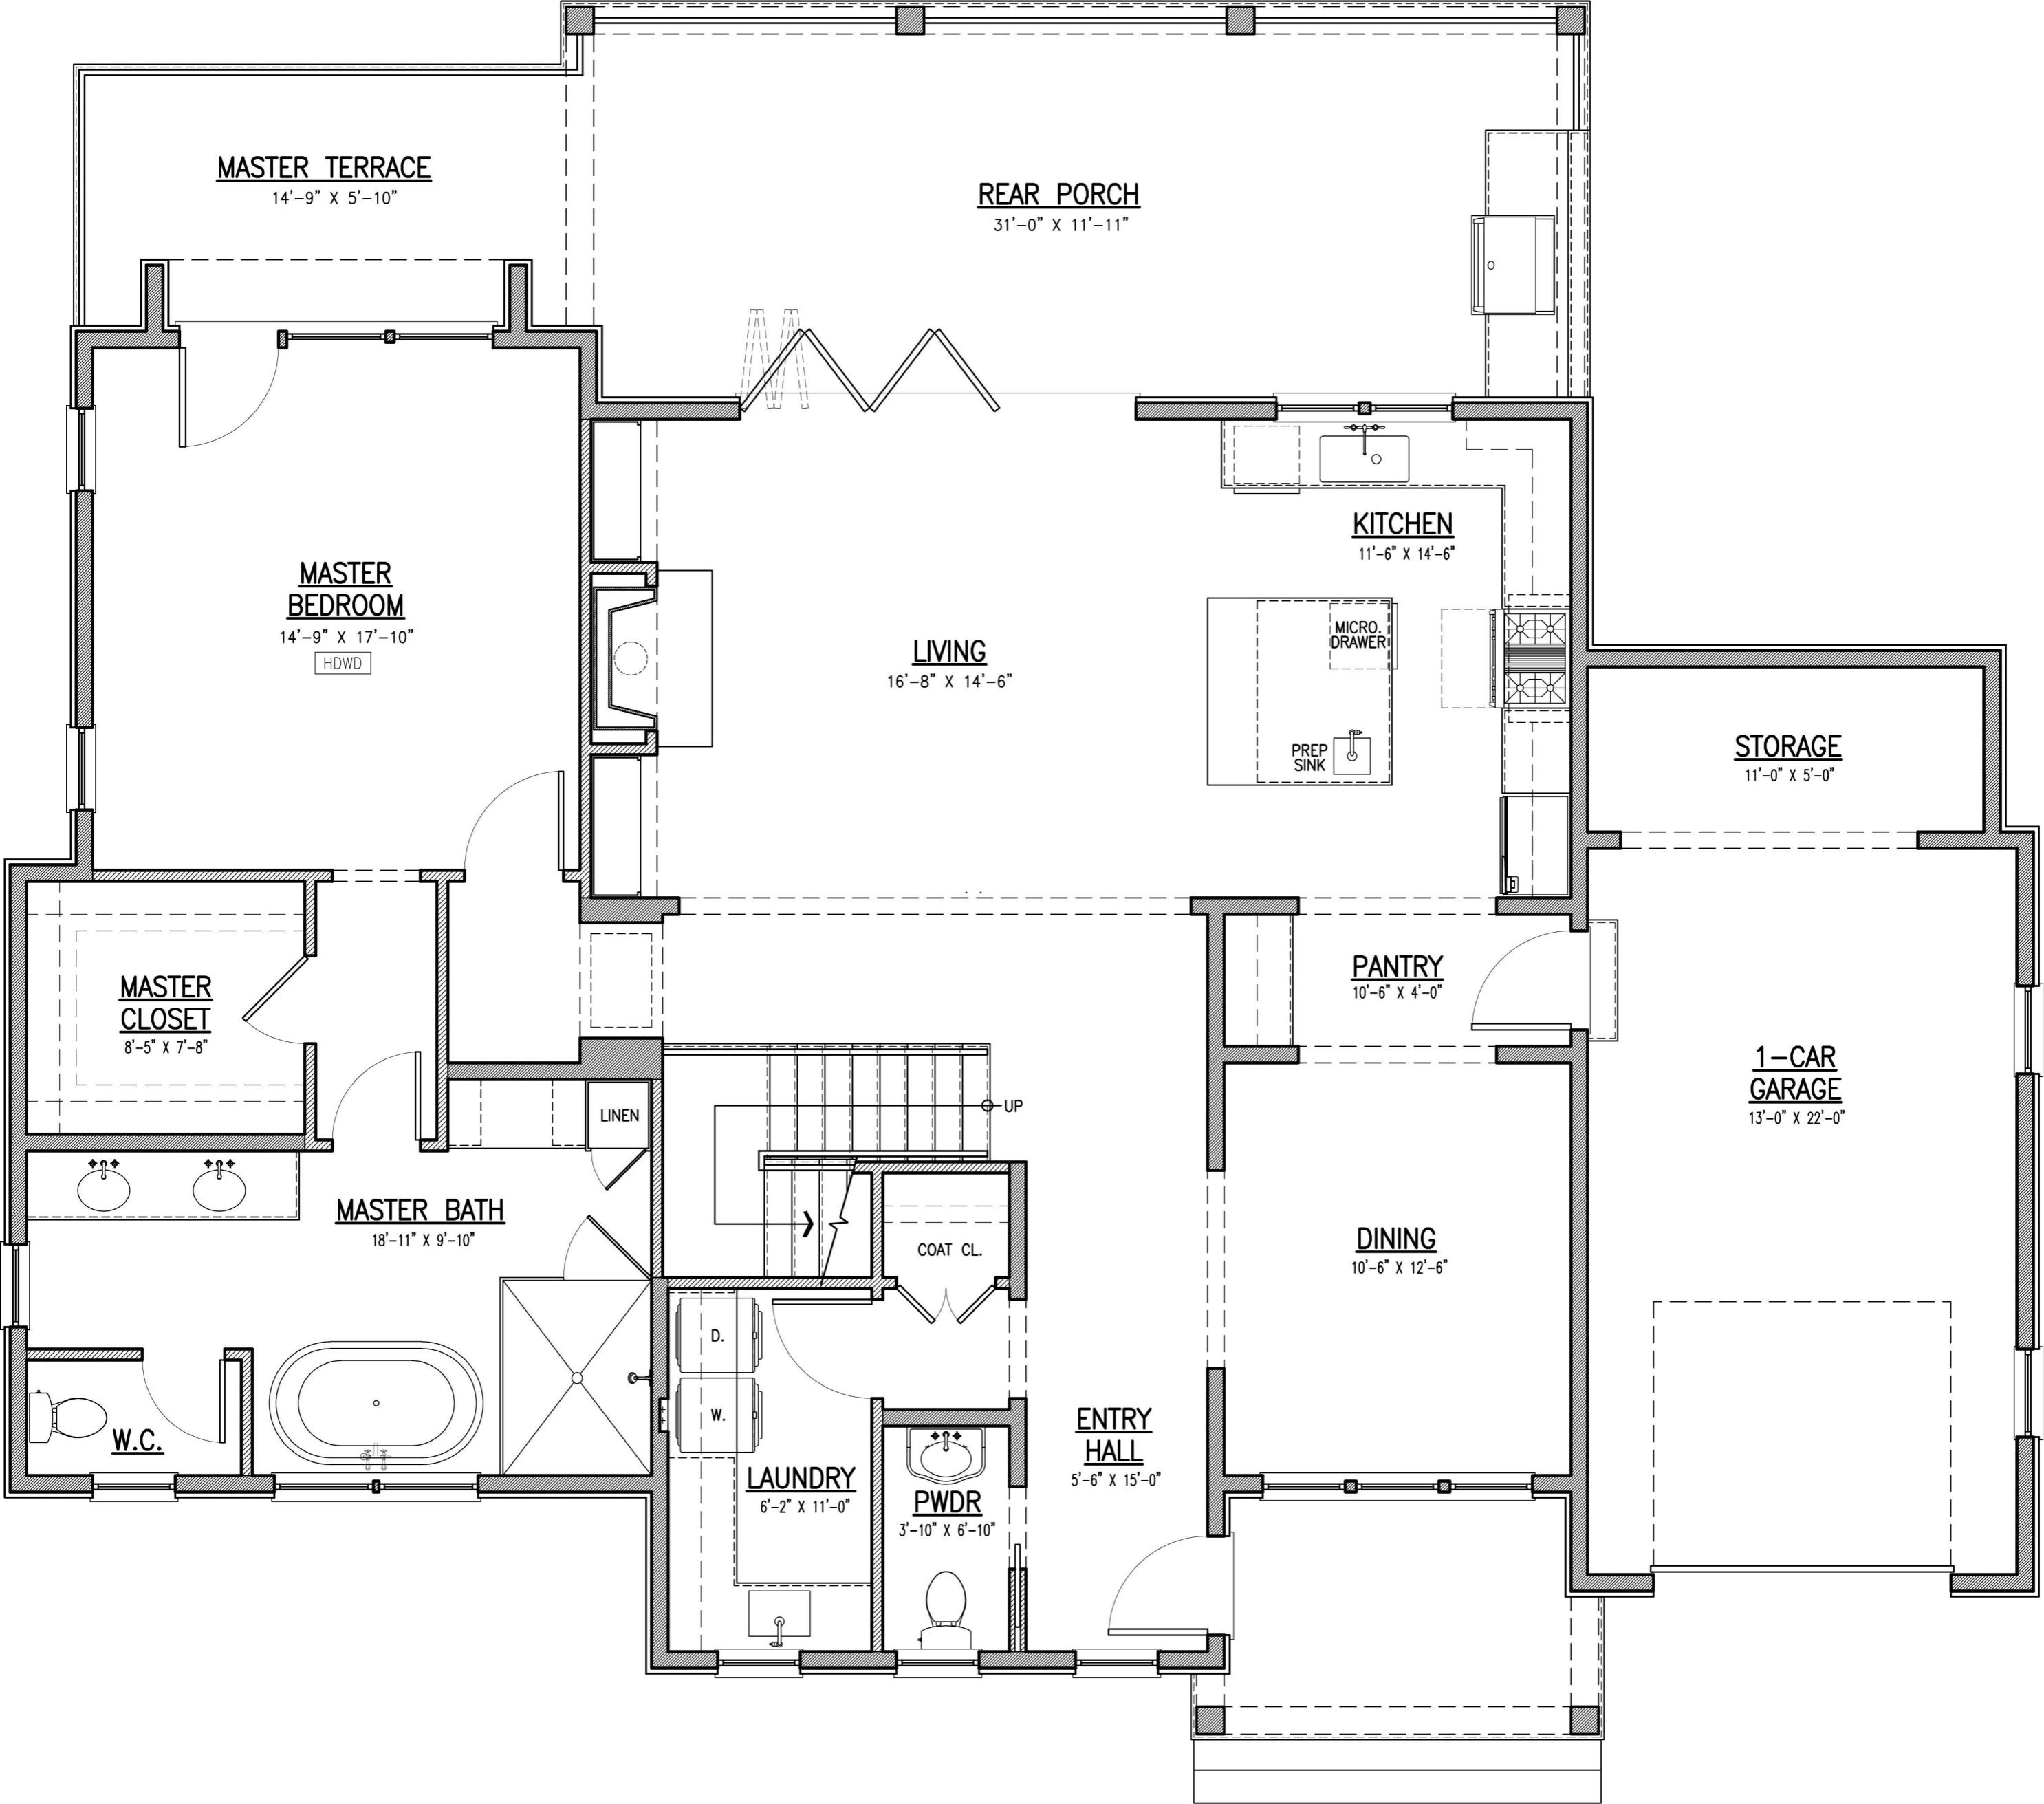 MASTER TERRACE
14'-9" X 5'-10"
REAR PORCH
31'-0" X 11'-11"
KITCHEN
11'-6" X 14'-6"
MASTER
BEDROOM
14'-9" X 17'-10"
HDWD
LIVING
16'-8" X 14'-6"
MICRO.
DRAWER
PREP
SINK
STORAGE
11'-0" X 5'-0"
MASTER
CLOSET
8'-5" X 7'-8"
PANTRY
10'-6" X 4'-0"
1-CAR
GARAGE
13'-0" X 22'-0"
LINEN
UP
MASTER BATH
18'-11" X 9'-10"
COAT CL.
DINING
10'-6" X 12'-6"
D.
W.
W.C.
ENTRY
HALL
5'-6" X 15'-0"
LAUNDRY
6'-2" X 11'-0"
PWDR
3'-10" X 6'-10"